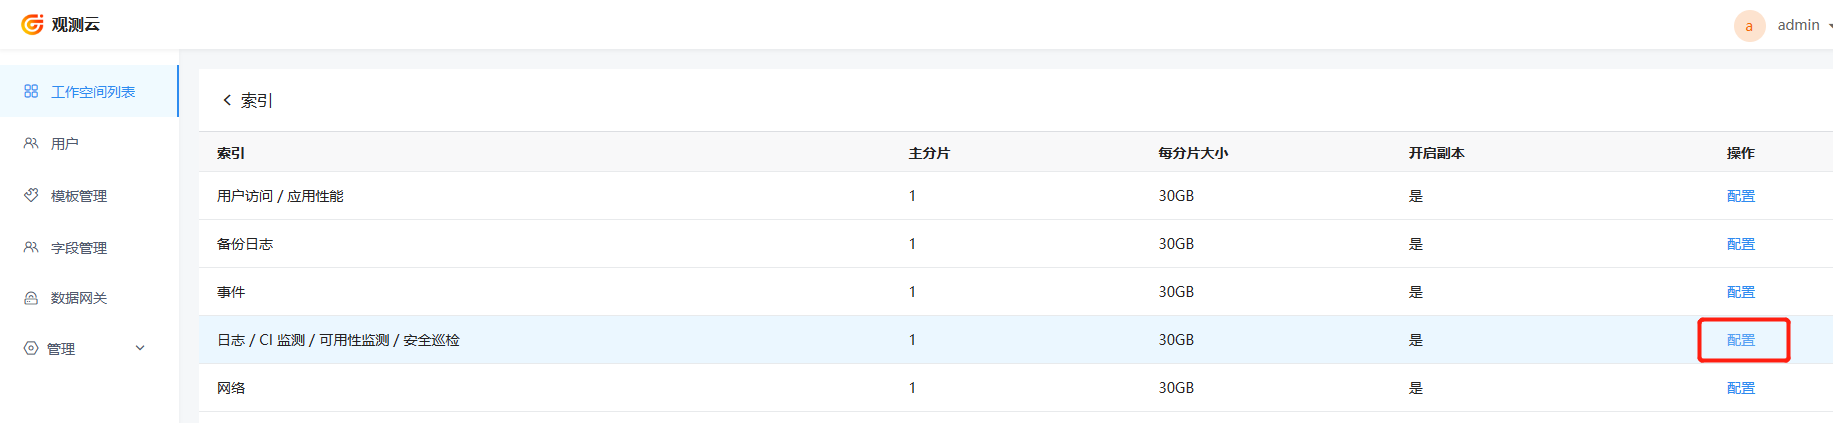 观测云
a admin
工作空间列表
用户
模板管理
字段管理
数据网关
管理
索引
索引 主分片 每分片大小 开启副本 操作
用户访问 / 应用性能 1 30GB 是 配置
备份日志 1 30GB 是 配置
事件 1 30GB 是 配置
日志 / CI 监测 / 可用性监测 / 安全巡检 1 30GB 是 配置
网络 1 30GB 是 配置